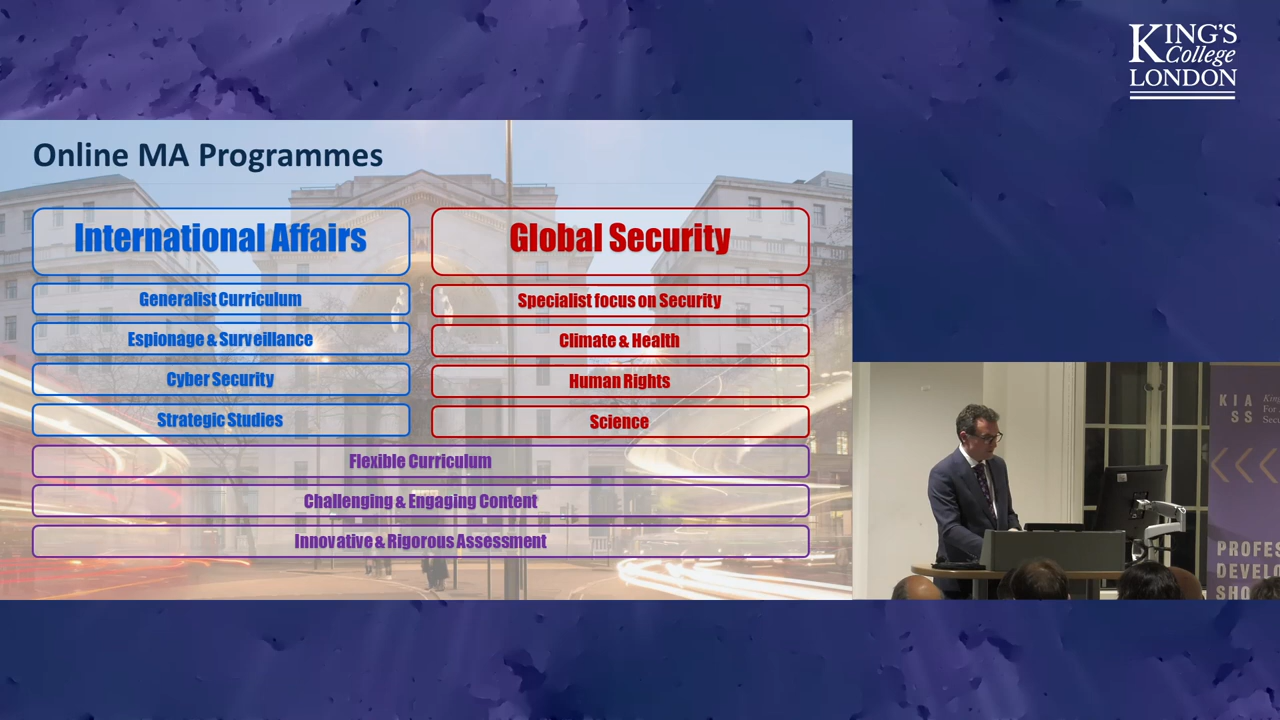 KING'S
College
LONDON
Online MA Programmes
International Affairs
Generalist Curriculum
Espionage & Surveillance
Cyber Security
Strategic Studies
Global Security
Specialist focus on Security
Climate & Health
Human Rights
Science
Flexible Curriculum
Challenging & Engaging Content
Innovative & Rigorous Assessment
KIA
SS
PROFES
DEVELO
SHO